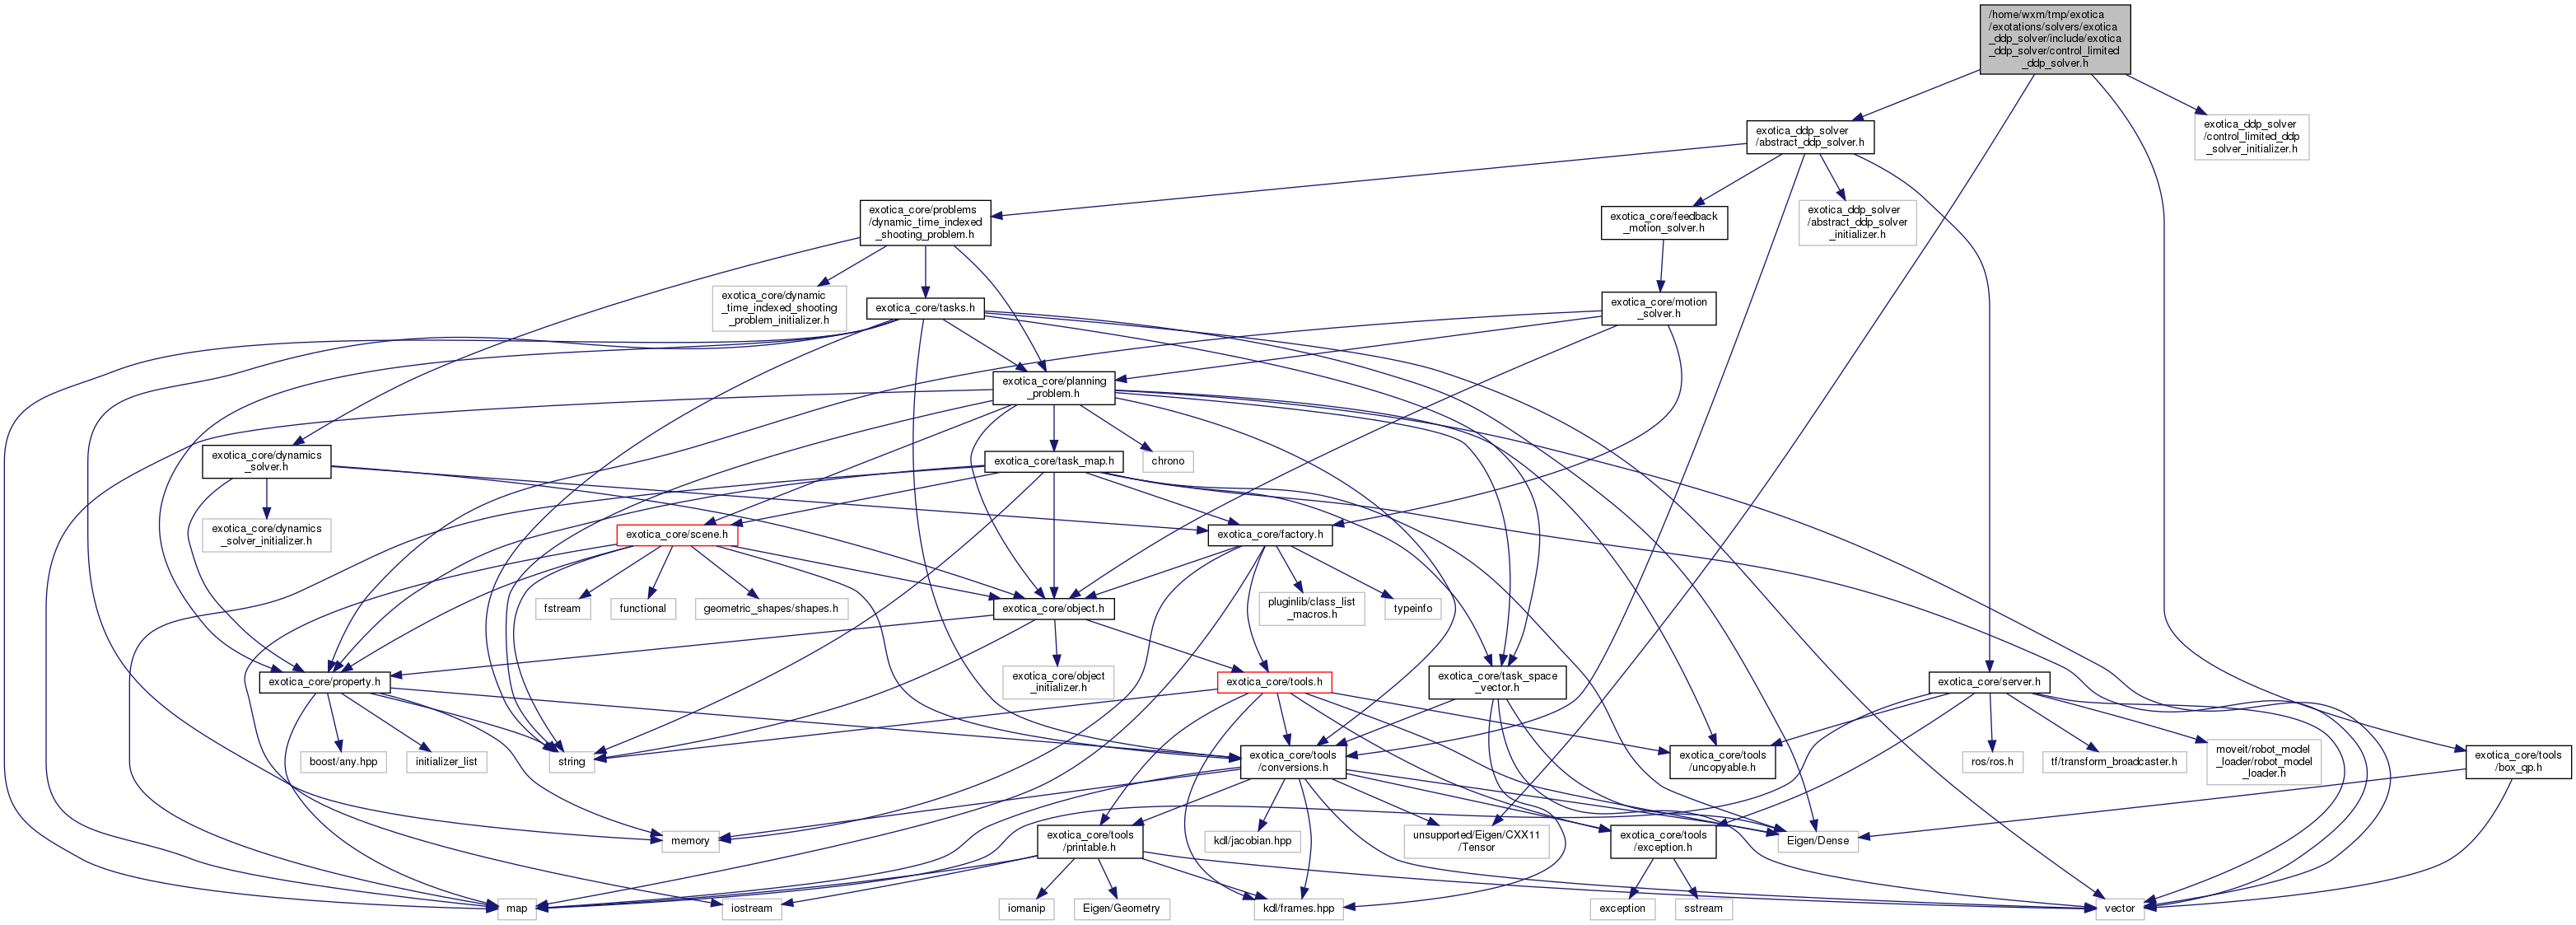 /home/wxm/tmp/exotica
/exotations/solvers/exotica
_ddp_solver/include/exotica
_ddp_solver/control_limited
_ddp_solver.h
exotica_ddp_solver
/abstract_ddp_solver.h
exotica_ddp_solver
/control_limited_ddp
_solver_initializer.h
exotica_core/problems
/dynamic_time_indexed
_shooting_problem.h
exotica_core/feedback
_motion_solver.h
exotica_ddp_solver
/abstract_ddp_solver
_initializer.h
exotica_core/dynamic
_time_indexed_shooting
_problem_initializer.h
exotica_core/tasks.h
exotica_core/motion
_solver.h
exotica_core/planning
_problem.h
exotica_core/dynamics
_solver.h
exotica_core/task_map.h
chrono
exotica_core/dynamics
_solver_initializer.h
exotica_core/scene.h
exotica_core/factory.h
fstream
functional
geometric_shapes/shapes.h
exotica_core/object.h
pluginlib/class_list
_macros.h
typeinfo
exotica_core/property.h
exotica_core/object
_initializer.h
exotica_core/tools.h
exotica_core/task_space
_vector.h
exotica_core/server.h
boost/any.hpp
initializer_list
string
exotica_core/tools
/conversions.h
exotica_core/tools
/uncopyable.h
ros/ros.h
tf/transform_broadcaster.h
moveit/robot_model
_loader/robot_model
_loader.h
exotica_core/tools
/box_qp.h
memory
exotica_core/tools
/printable.h
kdl/jacobian.hpp
unsupported/Eigen/CXX11
/Tensor
exotica_core/tools
/exception.h
Eigen/Dense
map
iostream
iomanip
Eigen/Geometry
kdl/frames.hpp
exception
sstream
vector